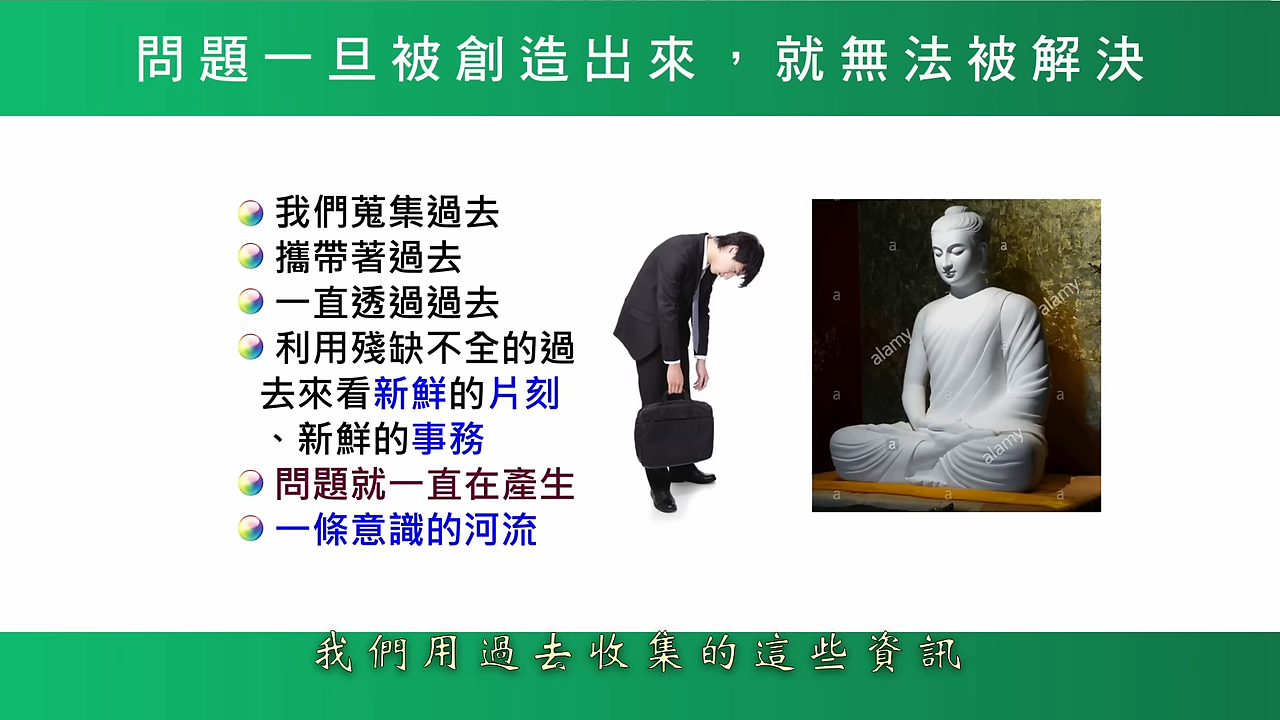 問題一旦被創造出來，就無法被解決
我們蒐集過去
攜帶著過去
一直透過過去
利用殘缺不全的過
去來看新鮮的片刻
、新鮮的事務
問題就一直在產生
一條意識的河流
a
a
a
alamy
alamy
a
a
a
a
a
alamy
a
a
a
我們用過去收集的這些資訊